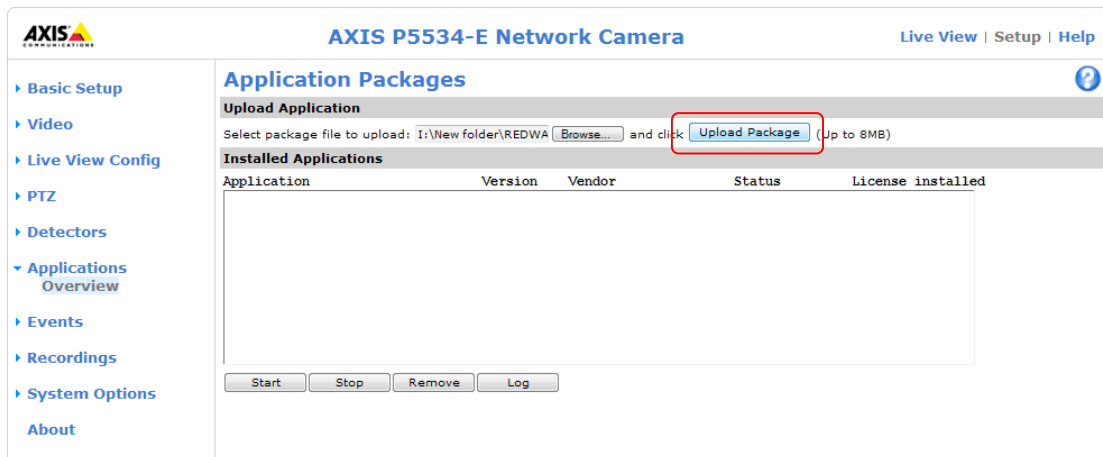 AXIS
COMMUNICATIONS
AXIS P5534-E Network Camera
Live View | Setup | Help
Basic Setup
Video
Live View Config
PTZ
Detectors
Applications
Overview
Events
Recordings
System Options
About
Application Packages
?
Upload Application
Select package file to upload: I:\New folder\REDWA Browse... and click Upload Package (Up to 8MB)
Installed Applications
Application Version Vendor Status License installed
Start Stop Remove Log